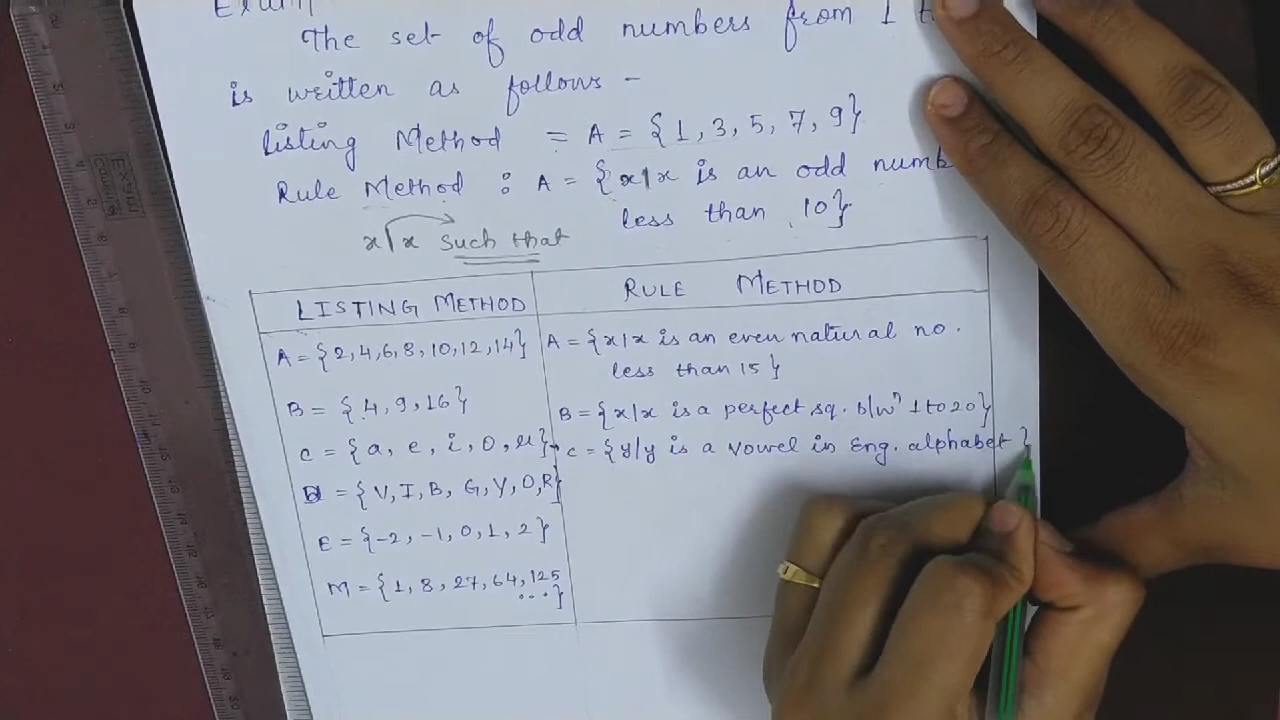 The set of odd numbers from 1
is written as follows -
Listing Method = A = {1, 3, 5, 7, 9}
Rule Method : A = {x|x is an odd
less than 10}
x/x such that
LISTING METHOD
RULE METHOD
A = {2, 4, 6, 8, 10, 12, 14}
A = {x/x is an even natural no.
less than 15}
B = {4, 9, 16}
B = {x/x is a perfect sq. b/wⁿ 1 to 20}
C = {a, e, i, o, u}
C = {y/y is a vowel in Eng. alphabet}
D = {V, I, B, G, Y, O, R}
E = {-2, -1, 0, 1, 2}
M = {1, 8, 27, 64, 125
...}